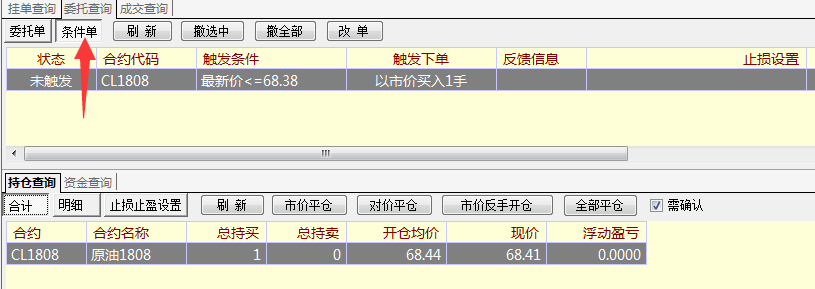 挂单查询 委托查询 成交查询
委托单 条件单 刷 新 撤选中 撤全部 改 单
状态 合约代码 触发条件 触发下单 反馈信息 止损设置
未触发 CL1808 最新价<=68.38 以市价买入1手
持仓查询 资金查询
合计 明细 止损止盈设置 刷 新 市价平仓 对价平仓 市价反手开仓 全部平仓 需确认
合约 合约名称 总持买 总持卖 开仓均价 现价 浮动盈亏
CL1808 原油1808 1 0 68.44 68.41 0.0000